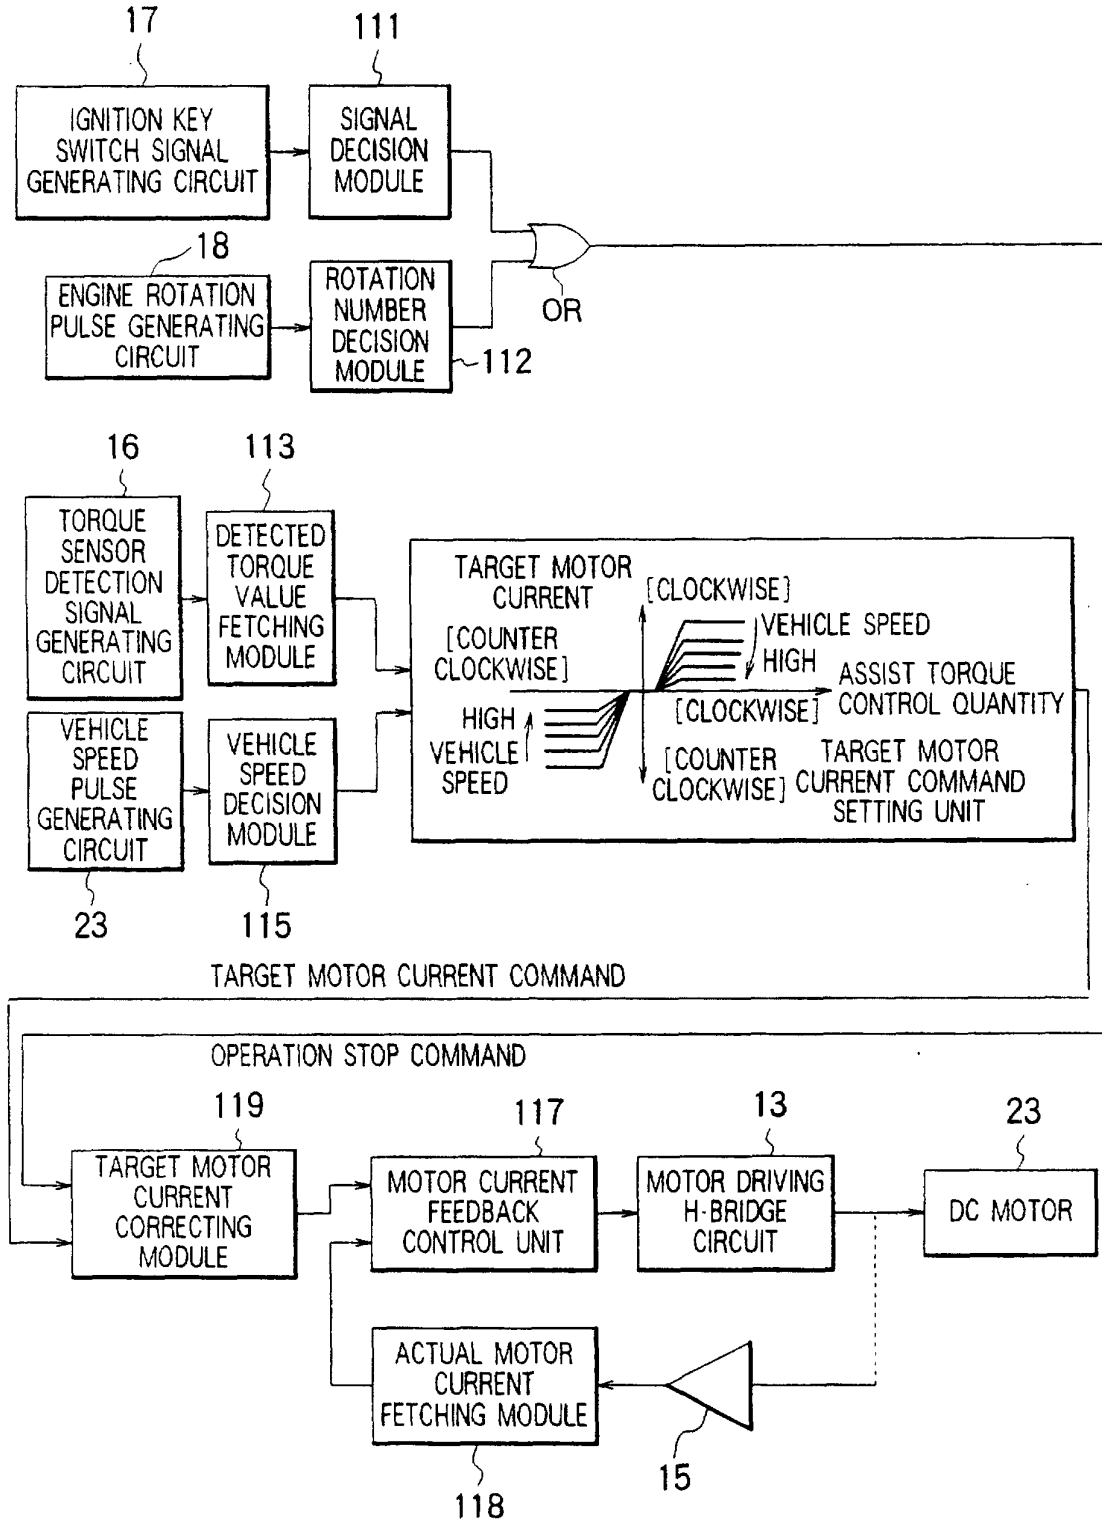 17
111
IGNITION KEY
SWITCH SIGNAL
GENERATING CIRCUIT
SIGNAL
DECISION
MODULE
18
ENGINE ROTATION
PULSE GENERATING
CIRCUIT
ROTATION
NUMBER
DECISION
MODULE
OR
112
16
113
TORQUE
SENSOR
DETECTION
SIGNAL
GENERATING
CIRCUIT
DETECTED
TORQUE
VALUE
FETCHING
MODULE
TARGET MOTOR
CURRENT
[CLOCKWISE]
VEHICLE SPEED
HIGH
[COUNTER
CLOCKWISE]
ASSIST TORQUE
CONTROL QUANTITY
[CLOCKWISE]
HIGH
VEHICLE
SPEED
[COUNTER
CLOCKWISE]
TARGET MOTOR
CURRENT COMMAND
SETTING UNIT
VEHICLE
SPEED
PULSE
GENERATING
CIRCUIT
VEHICLE
SPEED
DECISION
MODULE
23
115
TARGET MOTOR CURRENT COMMAND
OPERATION STOP COMMAND
119
117
13
23
TARGET MOTOR
CURRENT
CORRECTING
MODULE
MOTOR CURRENT
FEEDBACK
CONTROL UNIT
MOTOR DRIVING
H-BRIDGE
CIRCUIT
DC MOTOR
ACTUAL MOTOR
CURRENT
FETCHING MODULE
15
118